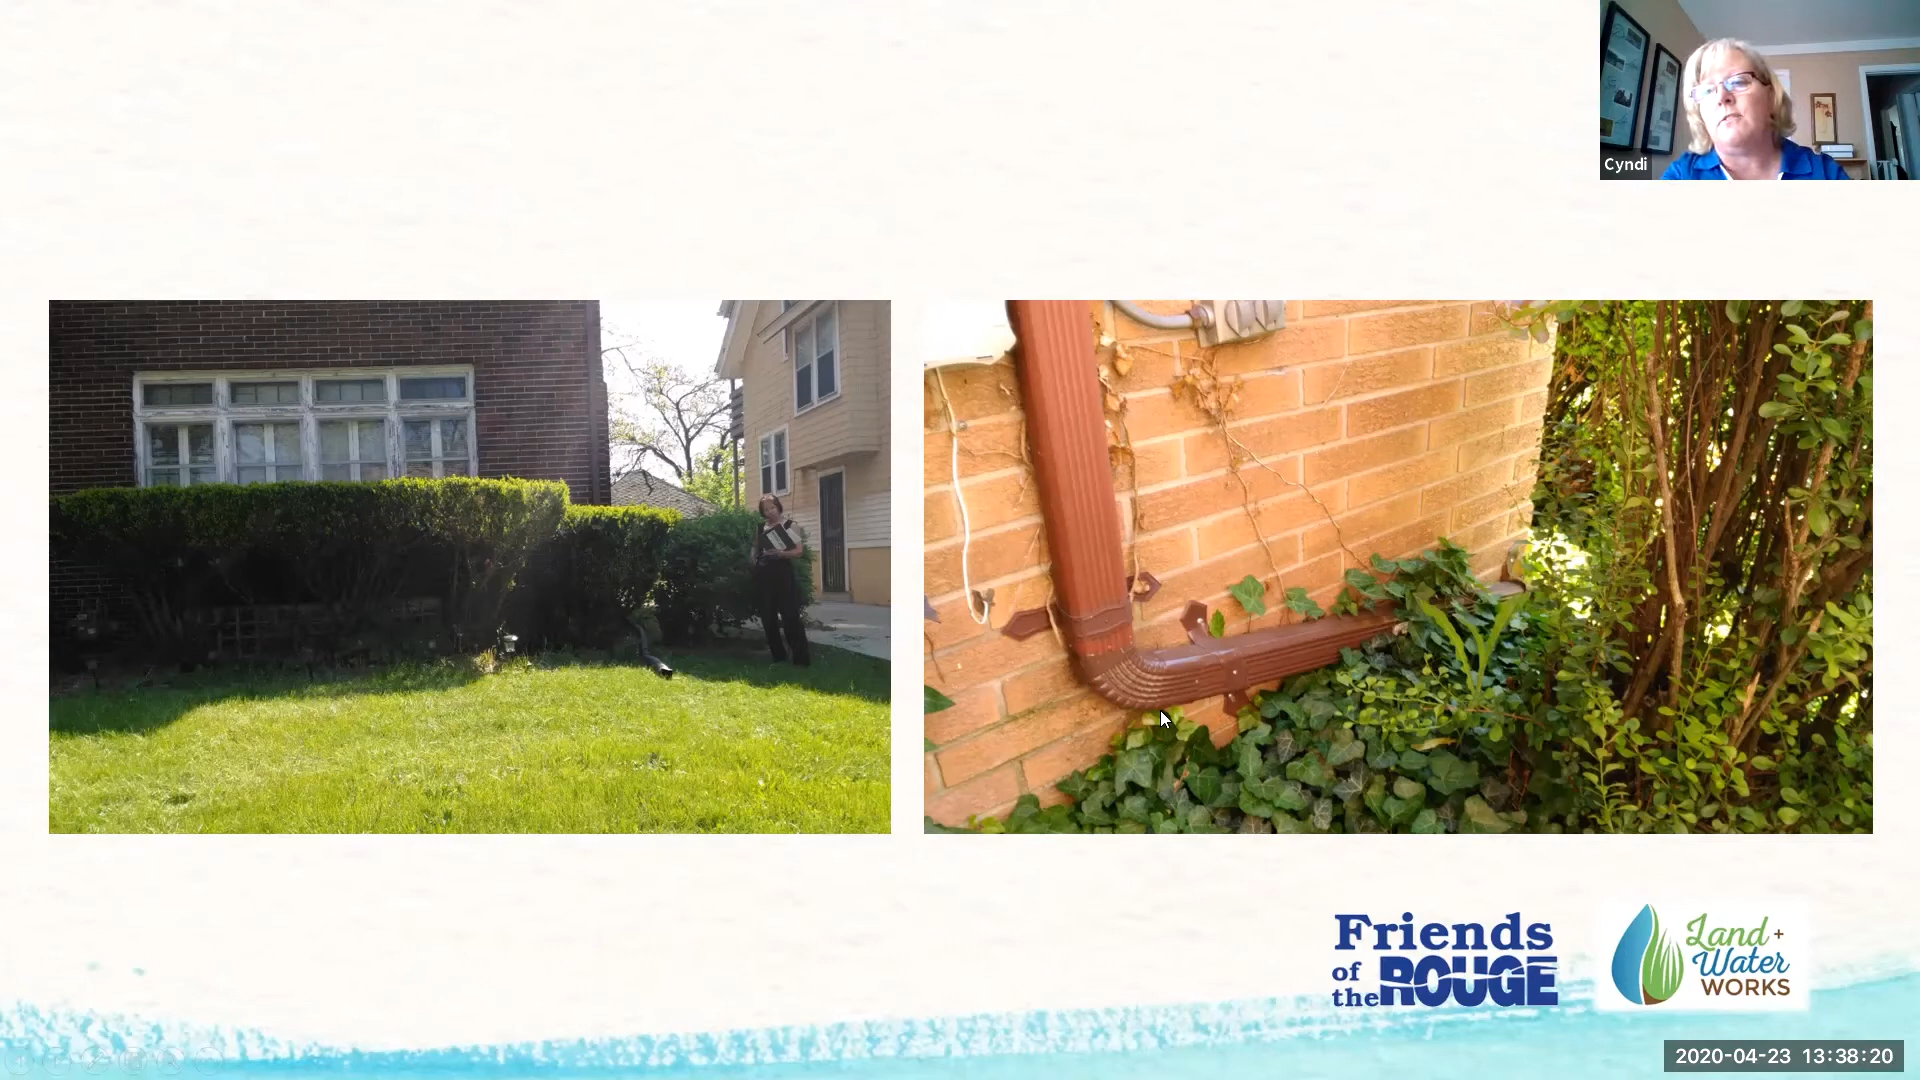 Cyndi
Friends
of
the ROUGE
Land +
Water
WORKS
2020-04-23 13:38:20